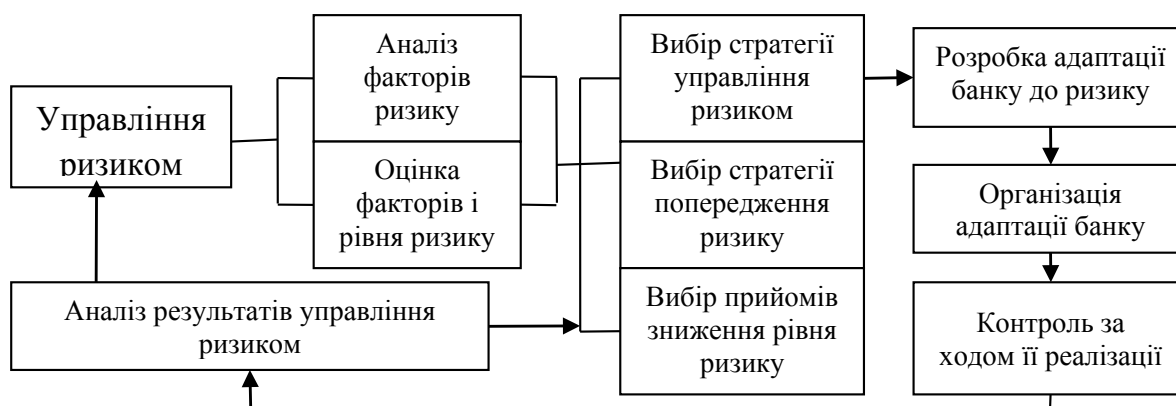 Управління
ризиком
Аналіз
факторів
ризику
Оцінка
факторів і
рівня ризику
Вибір стратегії
управління
ризиком
Вибір стратегії
попередження
ризику
Вибір прийомів
зниження рівня
ризику
Розробка адаптації
банку до ризику
Організація
адаптації банку
Контроль за
ходом її реалізації
Аналіз результатів управління
ризиком